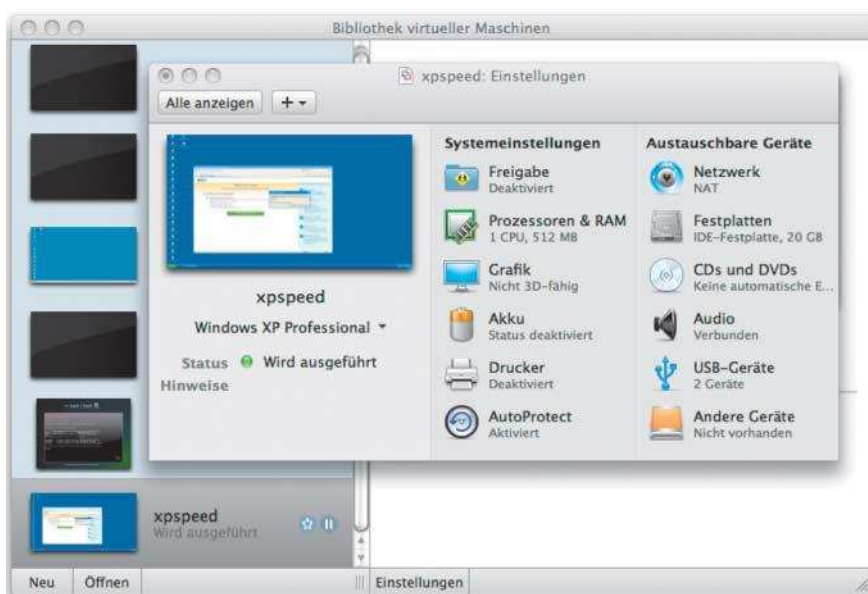 Bibliothek virtueller Maschinen
xpspeed: Einstellungen
Alle anzeigen
xpspeed
Windows XP Professional
Status Wird ausgeführt
Hinweise
Systemeinstellungen
Freigabe
Deaktiviert
Prozessoren & RAM
1 CPU, 512 MB
Grafik
Nicht 3D-fähig
Akku
Status deaktiviert
Drucker
Deaktiviert
AutoProtect
Aktiviert
Austauschbare Geräte
Netzwerk
NAT
Festplatten
IDE-Festplatte, 20 GB
CDs und DVDs
Keine automatische E...
Audio
Verbunden
USB-Geräte
2 Geräte
Andere Geräte
Nicht vorhanden
xpspeed
Wird ausgeführt
Neu
Öffnen
Einstellungen